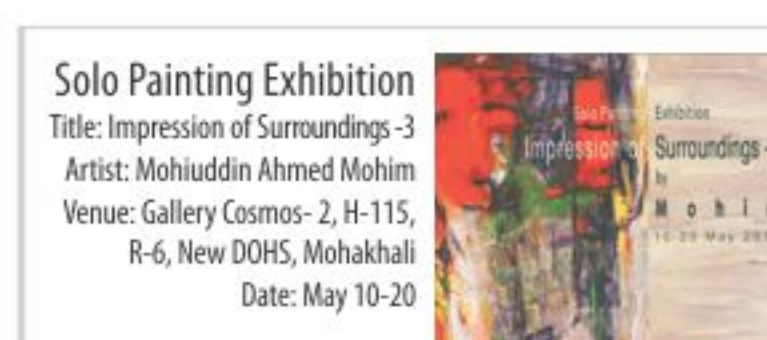 Solo Painting Exhibition
Title: Impression of Surroundings -3
Artist: Mohiuddin Ahmed Mohim
Venue: Gallery Cosmos- 2, H-115,
R-6, New DOHS, Mohakhali
Date: May 10-20
Solo Painting Exhibition
Impression of Surroundings -
by
M o h i
May